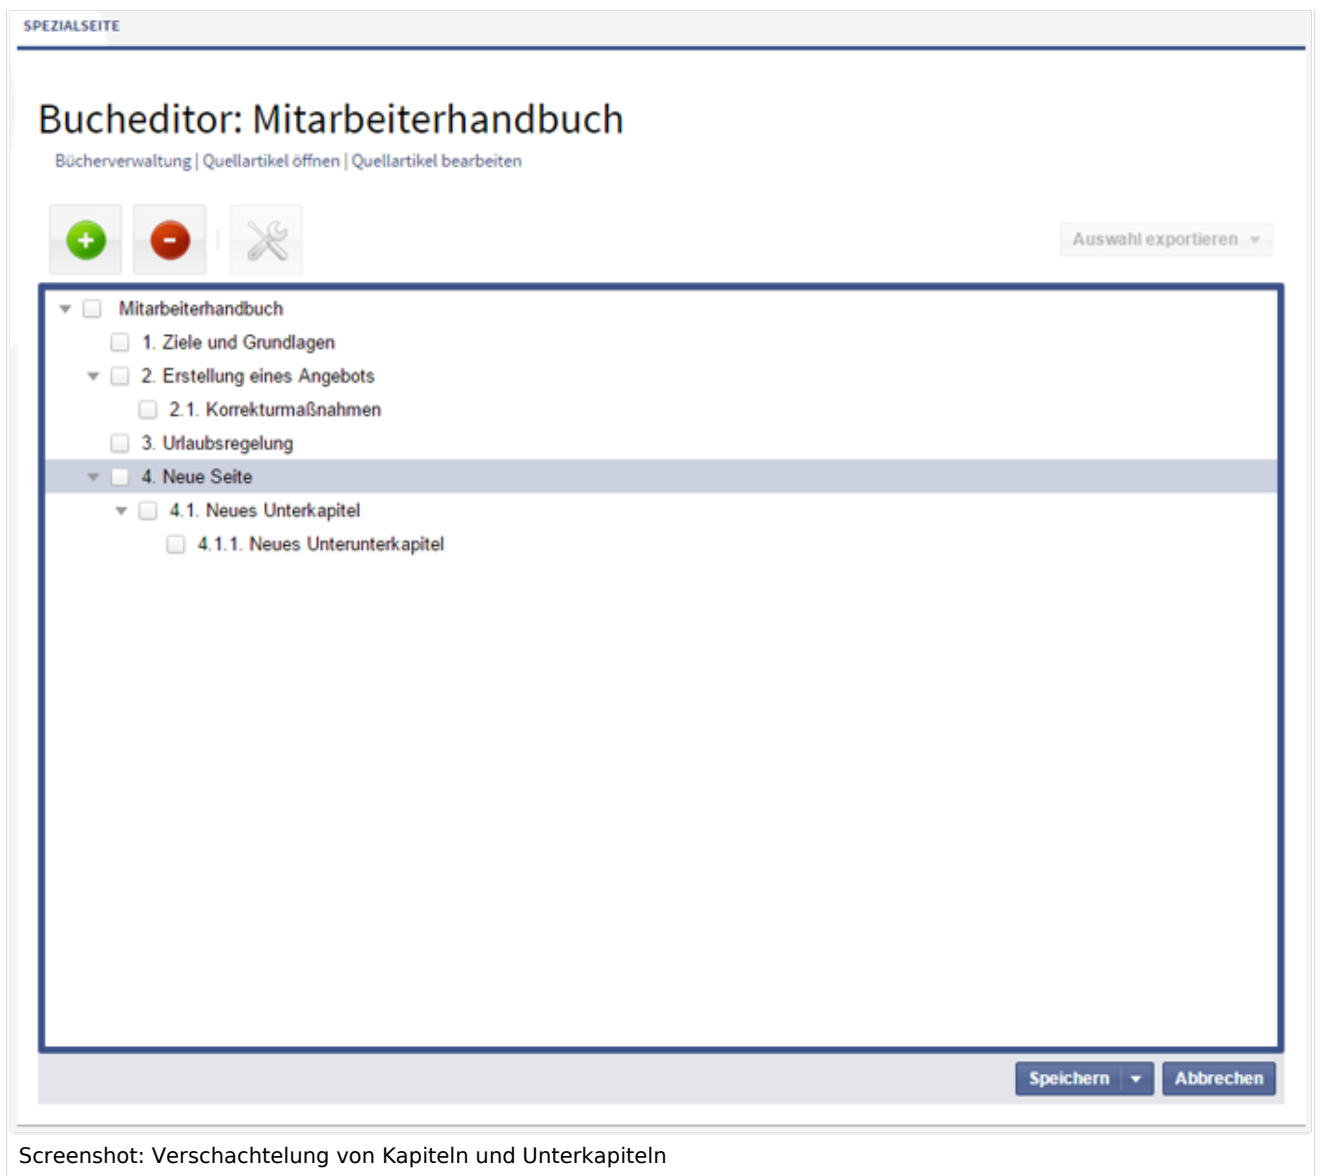 SPEZIALSEITE
Bucheditor: Mitarbeiterhandbuch
Bücherverwaltung | Quellartikel öffnen | Quellartikel bearbeiten
Auswahl exportieren
Mitarbeiterhandbuch
1. Ziele und Grundlagen
2. Erstellung eines Angebots
2.1. Korrekturmaßnahmen
3. Urlaubsregelung
4. Neue Seite
4.1. Neues Unterkapitel
4.1.1. Neues Unterunterkapitel
Speichern Abbrechen
Screenshot: Verschachtelung von Kapiteln und Unterkapiteln